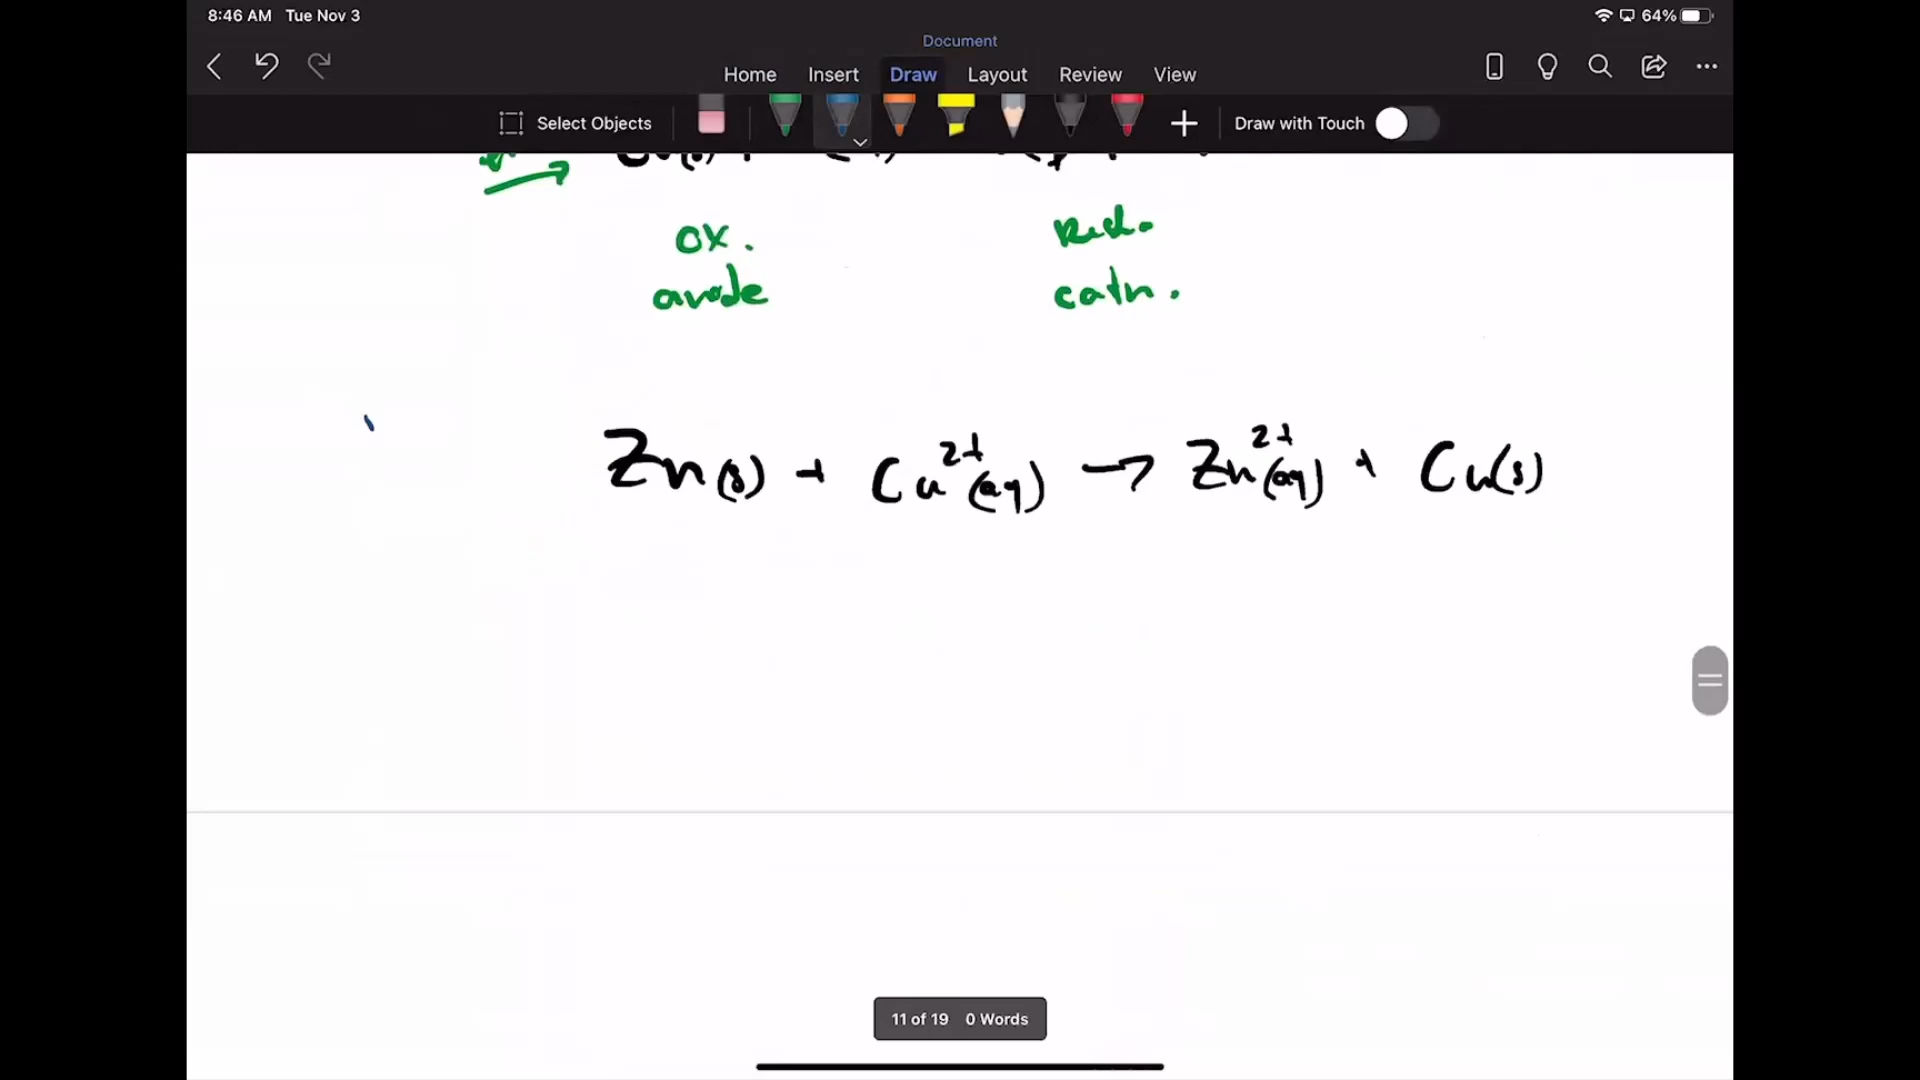 8:46 AM Tue Nov 3
64%
Document
Home Insert Draw Layout Review View
Select Objects
Draw with Touch
ox. Red.
anode cath.
Zn(s) + Cu²⁺(aq) → Zn²⁺(aq) + Cu(s)
11 of 19 0 Words